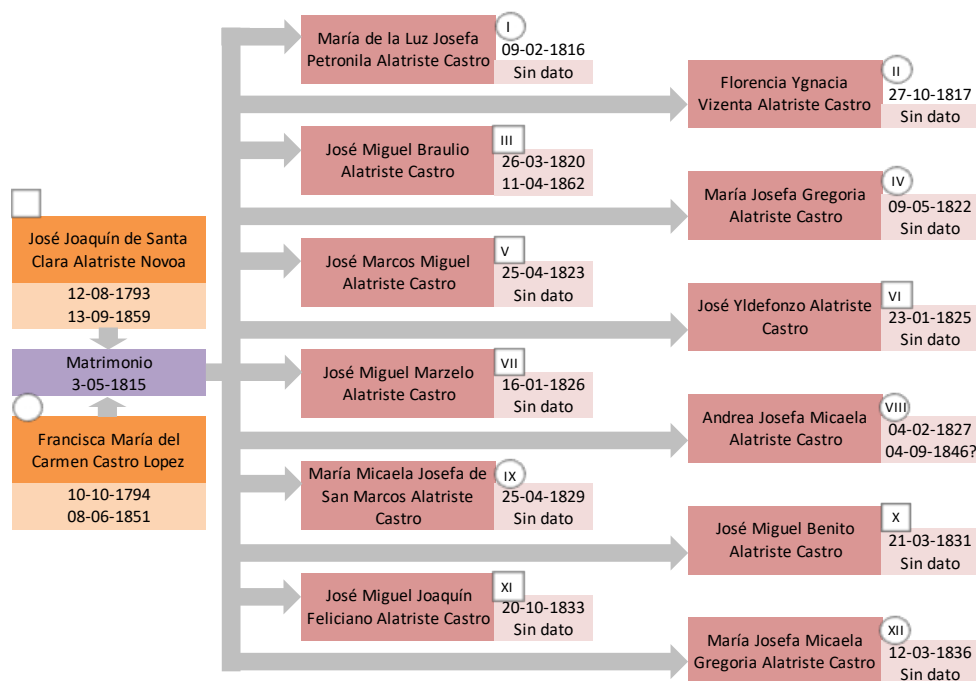 José Joaquín de Santa
Clara Alatriste Novoa
12-08-1793
13-09-1859
Matrimonio
3-05-1815
Francisca María del
Carmen Castro Lopez
10-10-1794
08-06-1851
I
María de la Luz Josefa
Petronila Alatriste Castro
09-02-1816
Sin dato
II
Florencia Ygnacia
Vizenta Alatriste Castro
27-10-1817
Sin dato
III
José Miguel Braulio
Alatriste Castro
26-03-1820
11-04-1862
IV
María Josefa Gregoria
Alatriste Castro
09-05-1822
Sin dato
V
José Marcos Miguel
Alatriste Castro
25-04-1823
Sin dato
VI
José Yldefonzo Alatriste
Castro
23-01-1825
Sin dato
VII
José Miguel Marzelo
Alatriste Castro
16-01-1826
Sin dato
VIII
Andrea Josefa Micaela
Alatriste Castro
04-02-1827
04-09-1846?
IX
María Micaela Josefa de
San Marcos Alatriste
Castro
25-04-1829
Sin dato
X
José Miguel Benito
Alatriste Castro
21-03-1831
Sin dato
XI
José Miguel Joaquín
Feliciano Alatriste Castro
20-10-1833
Sin dato
XII
María Josefa Micaela
Gregoria Alatriste Castro
12-03-1836
Sin dato